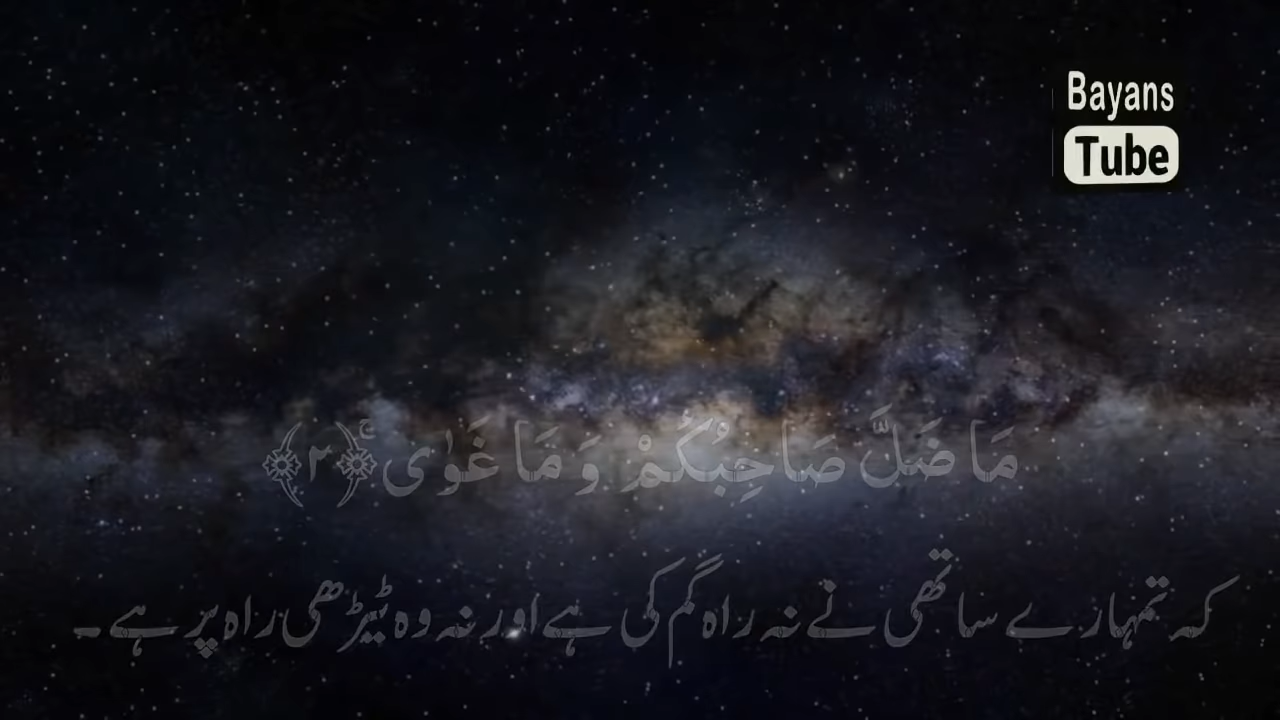 Bayans
Tube
مَا ضَلَّ صَاحِبُكُمْ وَ مَا غَوٰىۚ ﴿۲﴾
کہ تمہارے ساتھی نے نہ راہ گم کی ہے اور نہ وہ ٹیڑھی راہ پر ہے۔